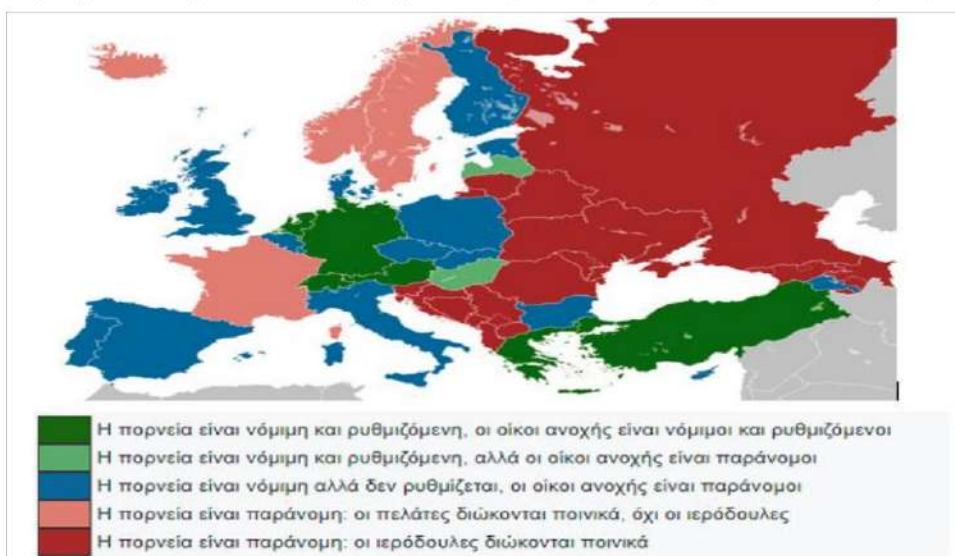 Η πορνεία είναι νόμιμη και ρυθμιζόμενη, οι οίκοι ανοχής είναι νόμιμοι και ρυθμιζόμενοι
Η πορνεία είναι νόμιμη και ρυθμιζόμενη, αλλά οι οίκοι ανοχής είναι παράνομοι
Η πορνεία είναι νόμιμη αλλά δεν ρυθμίζεται, οι οίκοι ανοχής είναι παράνομοι
Η πορνεία είναι παράνομη: οι πελάτες διώκονται ποινικά, όχι οι ιερόδουλες
Η πορνεία είναι παράνομη: οι ιερόδουλες διώκονται ποινικά